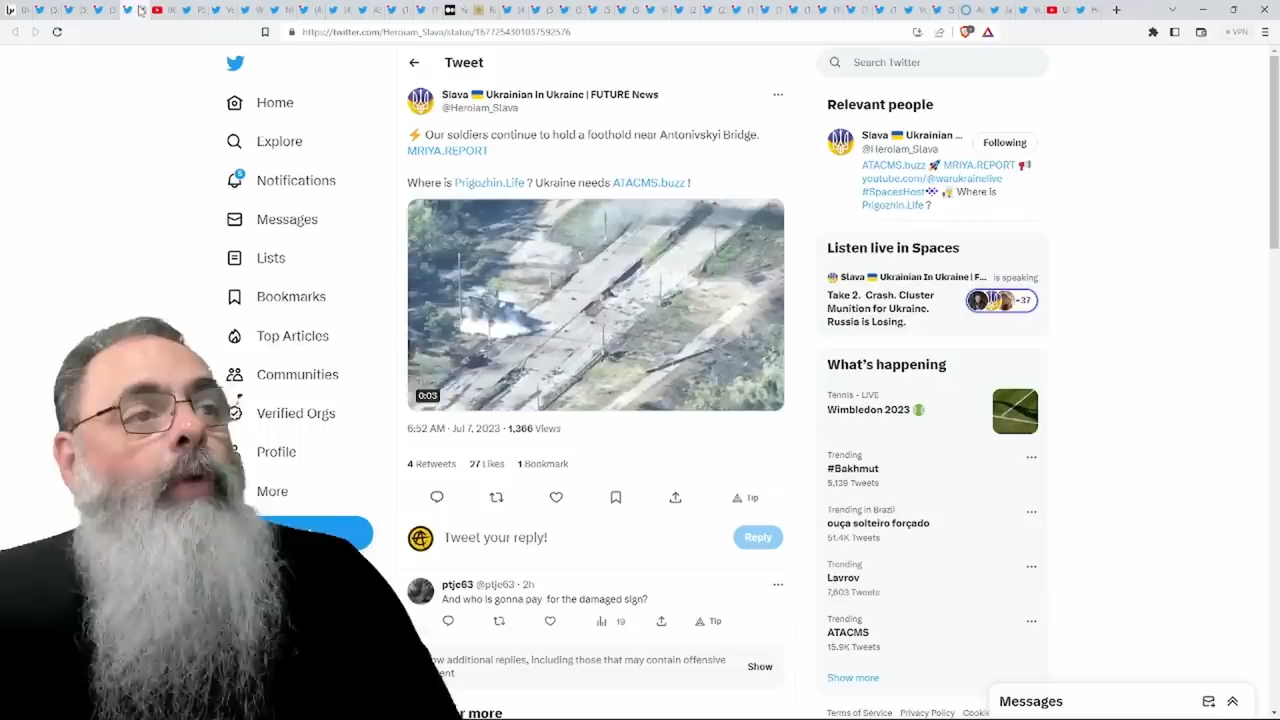 https://twitter.com/Heroiam_Slava/status/1677254301037592576
VPN
Home
Explore
6
Notifications
Messages
Lists
Bookmarks
Top Articles
Communities
Verified Orgs
Profile
More
Tweet
Slava 🇺🇦 Ukrainian In Ukraine | FUTURE News
@Heroiam_Slava
⚡ Our soldiers continue to hold a foothold near Antonivskyi Bridge.
MRIYA.REPORT
Where is Prigozhin.Life ? Ukraine needs ATACMS.buzz !
0:03
6:52 AM · Jul 7, 2023 · 1,366 Views
4 Retweets 27 Likes 1 Bookmark
Tip
Tweet your reply!
Reply
ptjc63 @ptjc63 · 2h
And who is gonna pay for the damaged sign?
19
Tip
ow additional replies, including those that may contain offensive
ent
Show
r more
Search Twitter
Relevant people
Slava 🇺🇦 Ukrainian ...
@Heroiam_Slava
Following
ATACMS.buzz 🚀 MRIYA.REPORT
youtube.com/@warukrainelive
#SpacesHost Where is
Prigozhin.Life ?
Listen live in Spaces
Slava 🇺🇦 Ukrainian In Ukraine | F... is speaking
Take 2. Crash. Cluster
Munition for Ukraine.
Russia is Losing.
+37
What's happening
Tennis · LIVE
Wimbledon 2023
Trending
#Bakhmut
5,139 Tweets
Trending in Brazil
ouça solteiro forçado
51.4K Tweets
Trending
Lavrov
7,603 Tweets
Trending
ATACMS
15.9K Tweets
Show more
Terms of Service Privacy Policy Cookie
Messages